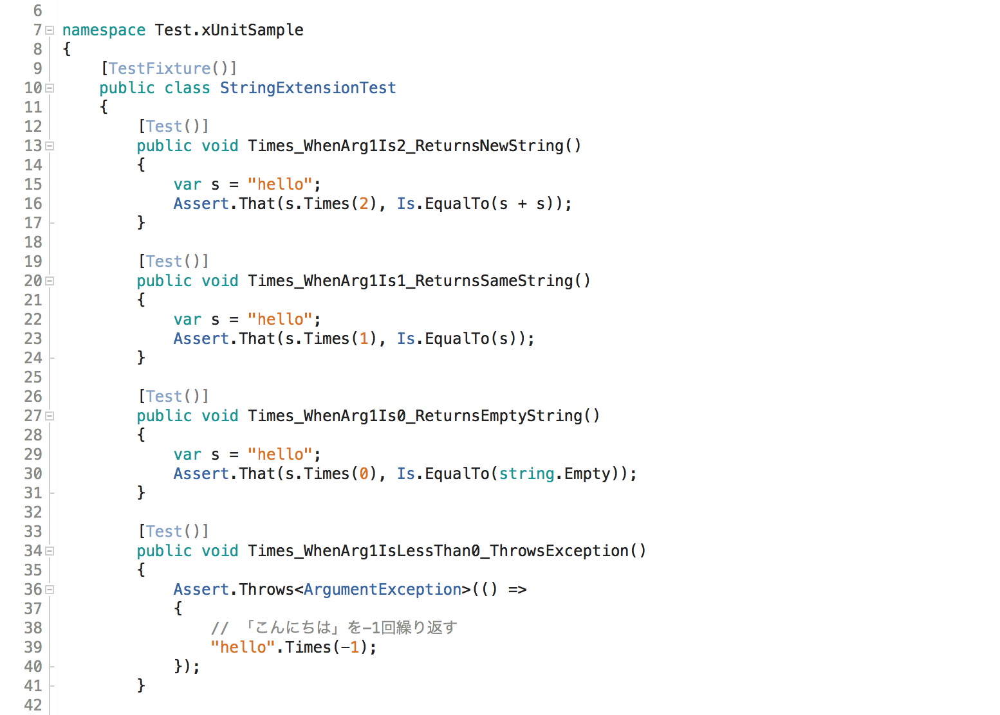 6
7 namespace Test.xUnitSample
8 {
9     [TestFixture()]
10     public class StringExtensionTest
11     {
12         [Test()]
13         public void Times_WhenArg1Is2_ReturnsNewString()
14         {
15             var s = "hello";
16             Assert.That(s.Times(2), Is.EqualTo(s + s));
17         }
18
19         [Test()]
20         public void Times_WhenArg1Is1_ReturnsSameString()
21         {
22             var s = "hello";
23             Assert.That(s.Times(1), Is.EqualTo(s));
24         }
25
26         [Test()]
27         public void Times_WhenArg1Is0_ReturnsEmptyString()
28         {
29             var s = "hello";
30             Assert.That(s.Times(0), Is.EqualTo(string.Empty));
31         }
32
33         [Test()]
34         public void Times_WhenArg1IsLessThan0_ThrowsException()
35         {
36             Assert.Throws<ArgumentException>(() =>
37             {
38                 // 「こんにちは」を-1回繰り返す
39                 "hello".Times(-1);
40             });
41         }
42